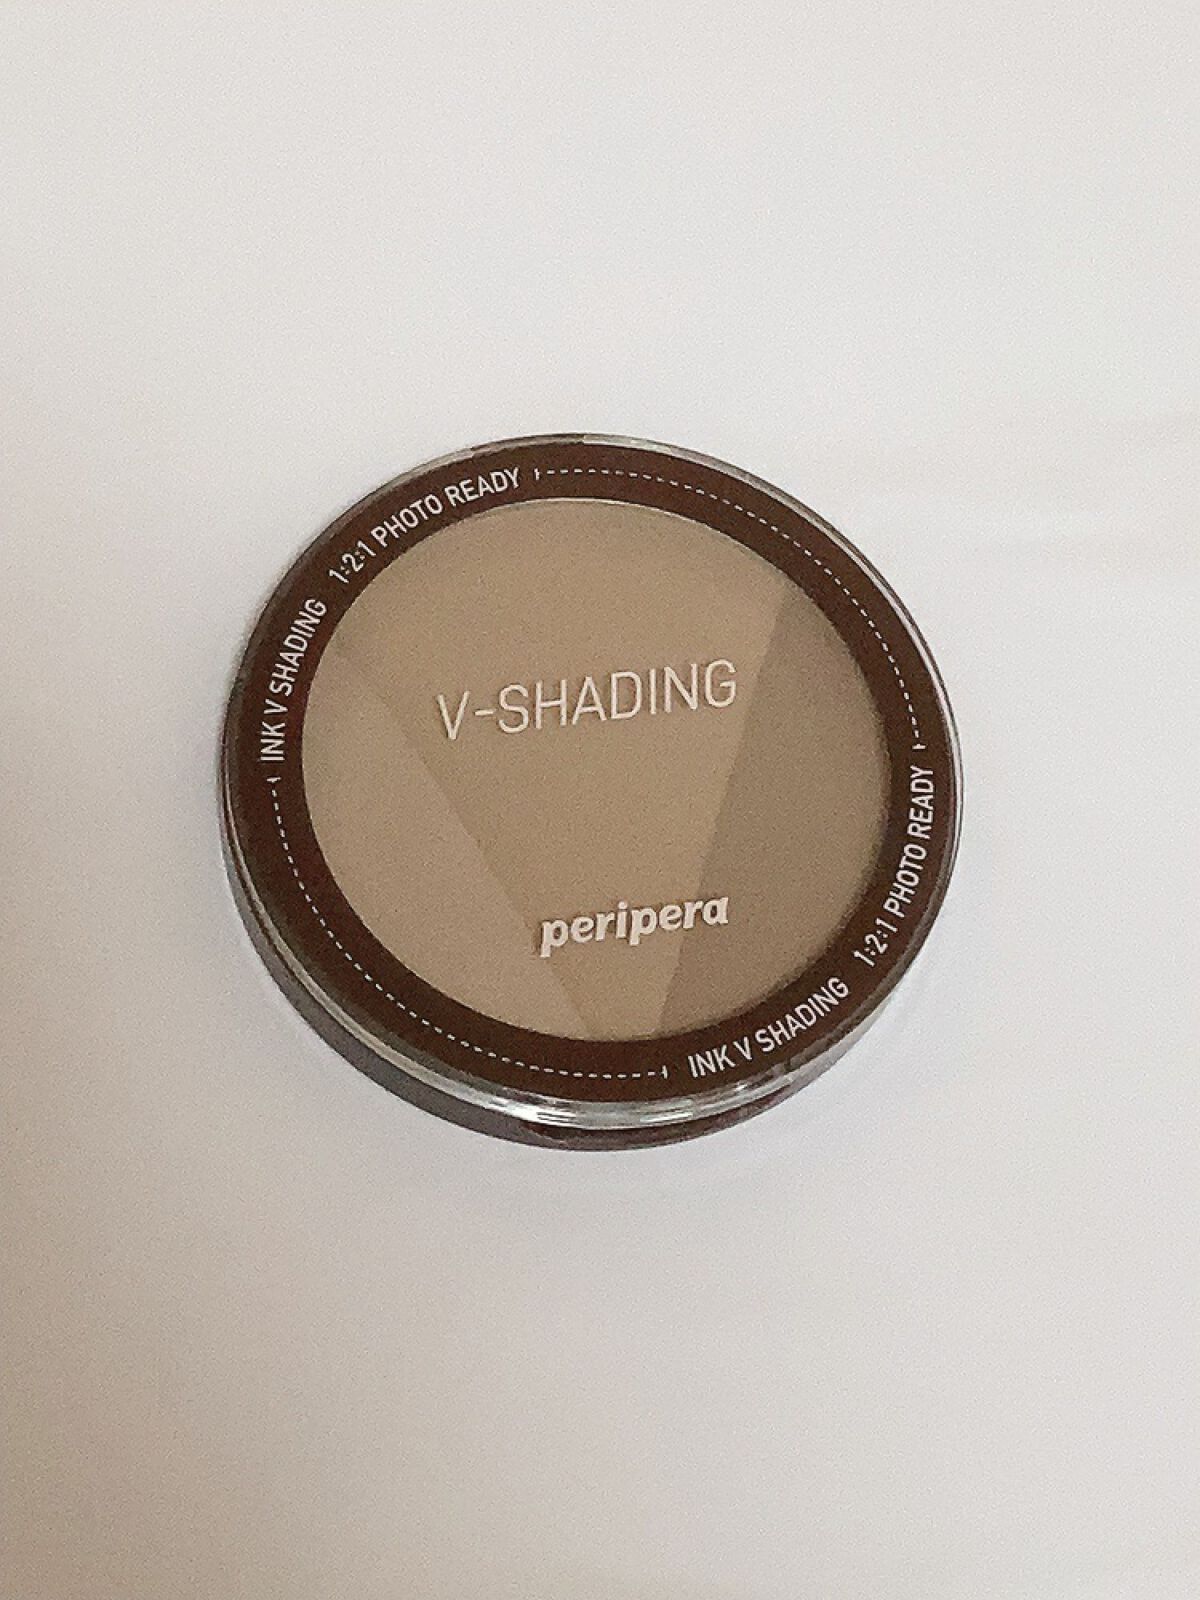 INK V SHADING 1:2:1 PHOTO READY
V-SHADING
peripera
INK V SHADING 1:2:1 PHOTO READY